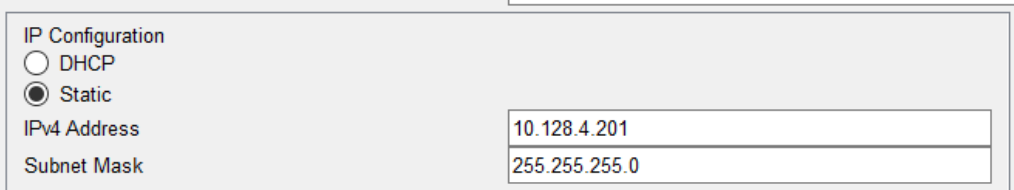 IP Configuration
DHCP
Static
IPv4 Address 10.128.4.201
Subnet Mask 255.255.255.0